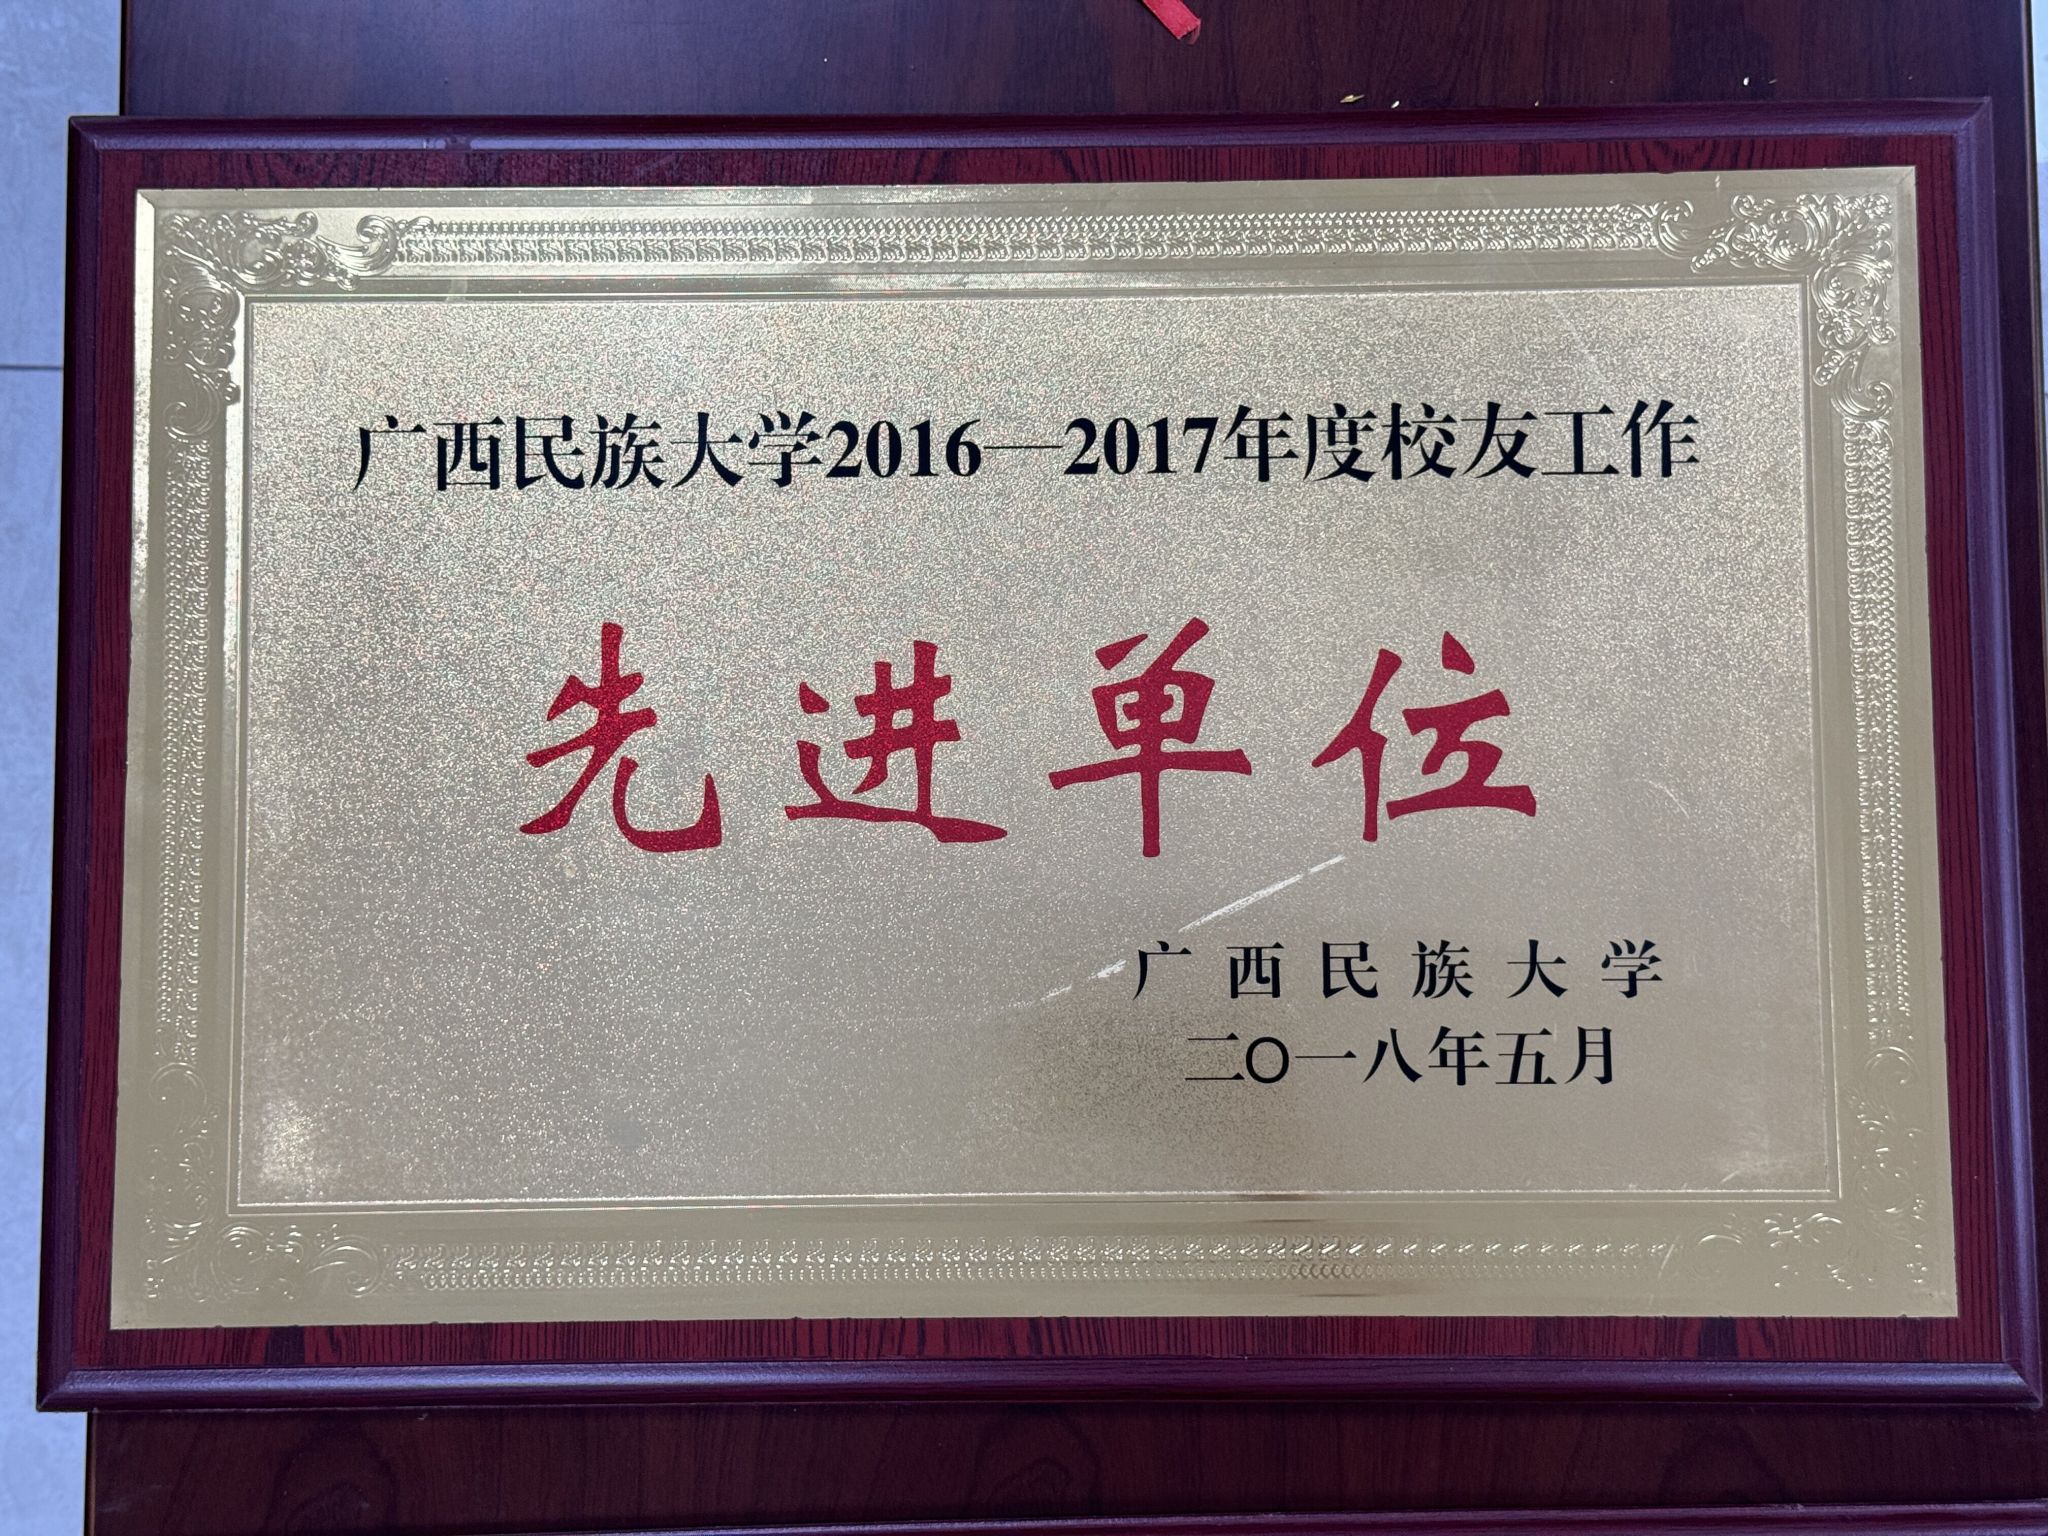 广西民族大学2016—2017年度校友工作
先进单位
广西民族大学
二〇一八年五月